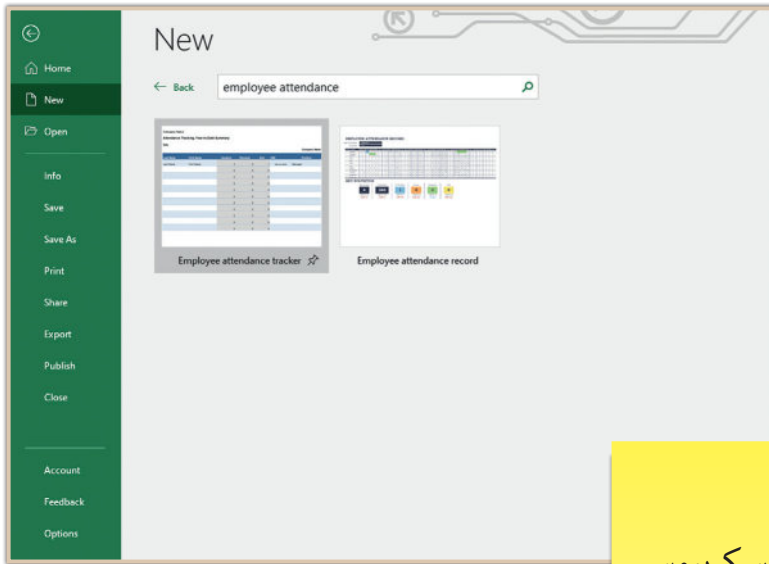 New
Home
Back
employee attendance
New
Open
Info
Save
Save As
Print
Share
Export
Publish
Close
Account
Feedback
Options
Employee attendance tracker
Employee attendance record